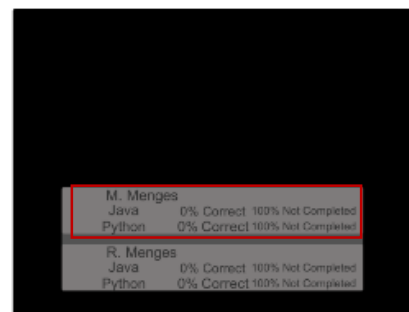 M. Menges
Java 0% Correct 100% Not Completed
Python 0% Correct 100% Not Completed
R. Menges
Java 0% Correct 100% Not Completed
Python 0% Correct 100% Not Completed